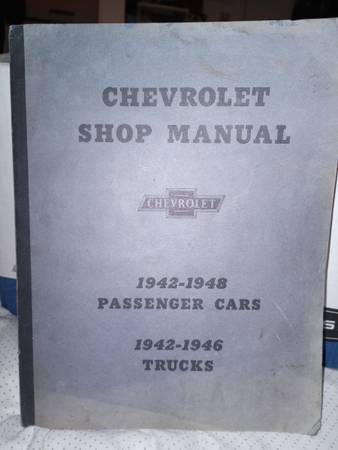 CHEVROLET
SHOP MANUAL
CHEVROLET
1942-1948
PASSENGER CARS
1942-1946
TRUCKS